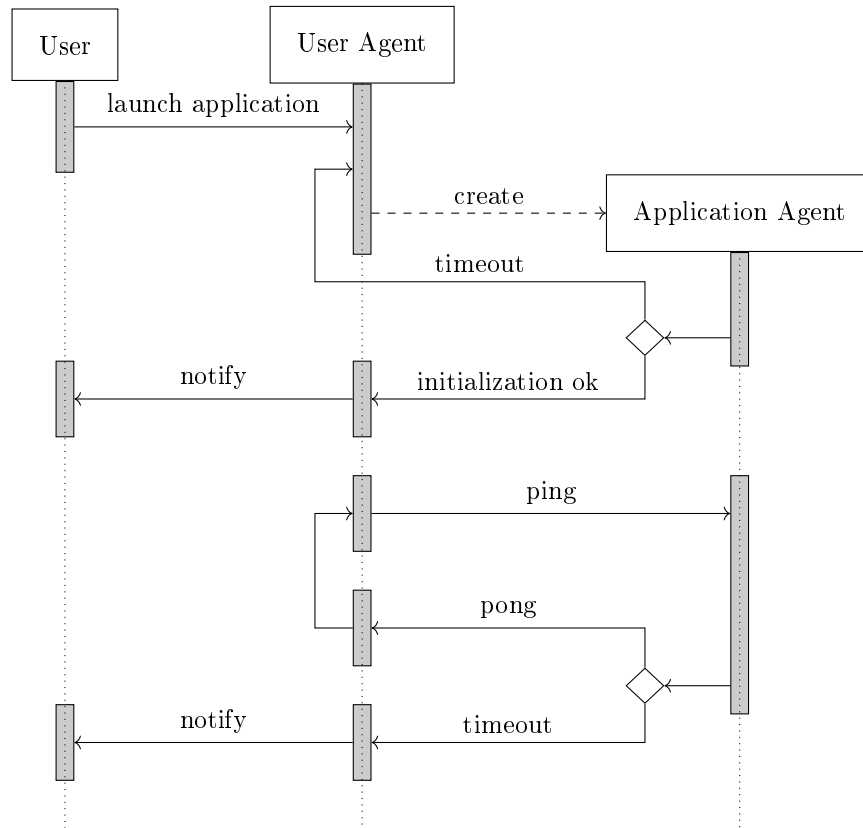 User
User Agent
launch application
create
Application Agent
timeout
notify
initialization ok
ping
pong
notify
timeout